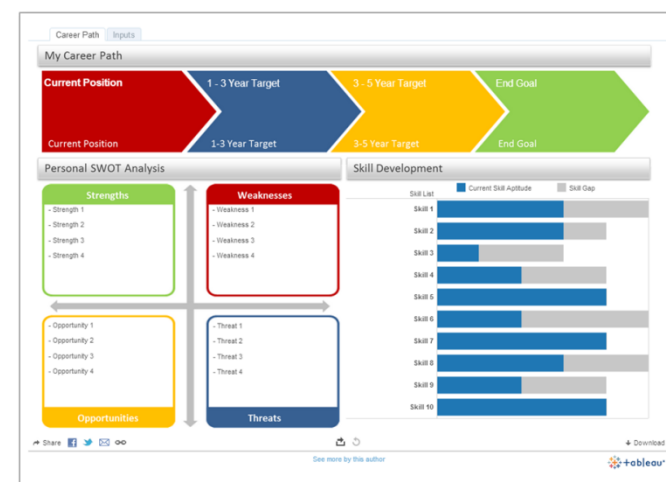 Career Path Inputs
My Career Path
Current Position 1 - 3 Year Target 3 - 5 Year Target End Goal
Current Position 1-3 Year Target 3-5 Year Target End Goal
Personal SWOT Analysis
Strengths
- Strength 1
- Strength 2
- Strength 3
- Strength 4
Weaknesses
- Weakness 1
- Weakness 2
- Weakness 3
- Weakness 4
- Opportunity 1
- Opportunity 2
- Opportunity 3
- Opportunity 4
Opportunities
- Threat 1
- Threat 2
- Threat 3
- Threat 4
Threats
Skill Development
Skill List Current Skill Aptitude Skill Gap
Skill 1
Skill 2
Skill 3
Skill 4
Skill 5
Skill 6
Skill 7
Skill 8
Skill 9
Skill 10
Share Download
See more by this author
+ableau